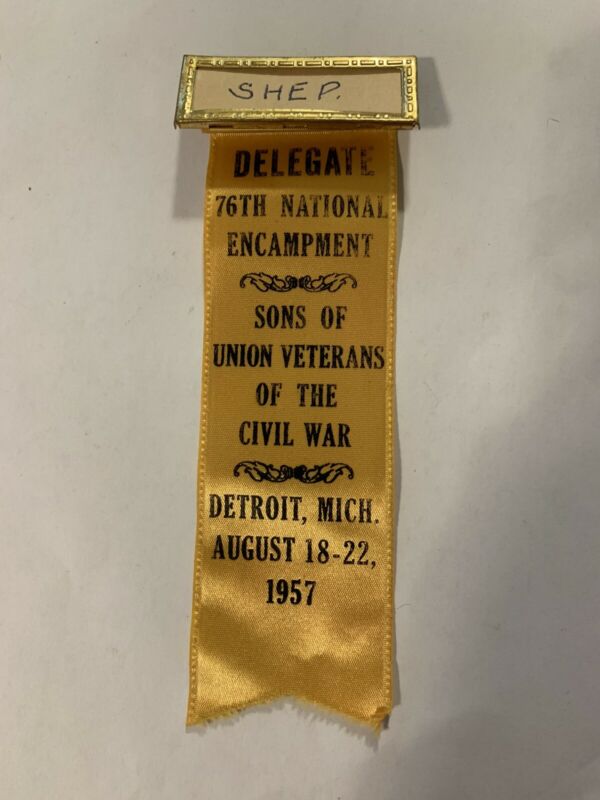 SHEP.
DELEGATE
76TH NATIONAL
ENCAMPMENT
SONS OF
UNION VETERANS
OF THE
CIVIL WAR
DETROIT, MICH.
AUGUST 18-22,
1957